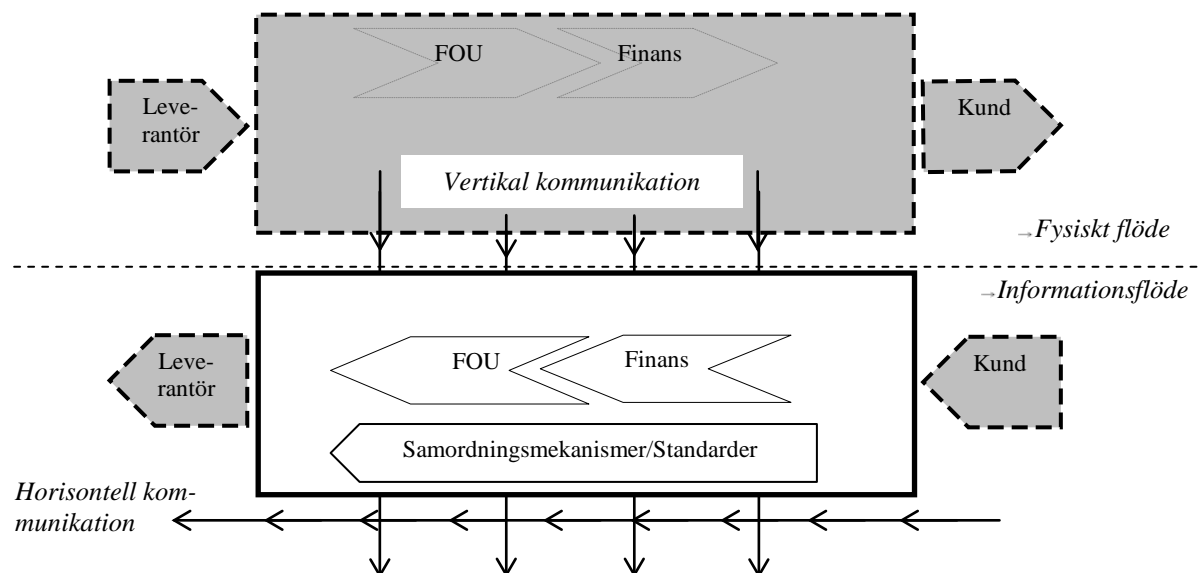 FOU
Finans
Leve-
rantör
Kund
Vertikal kommunikation
→Fysiskt flöde
→Informationsflöde
Leve-
rantör
FOU
Finans
Kund
Samordningsmekanismer/Standarder
Horisontell kom-
munikation